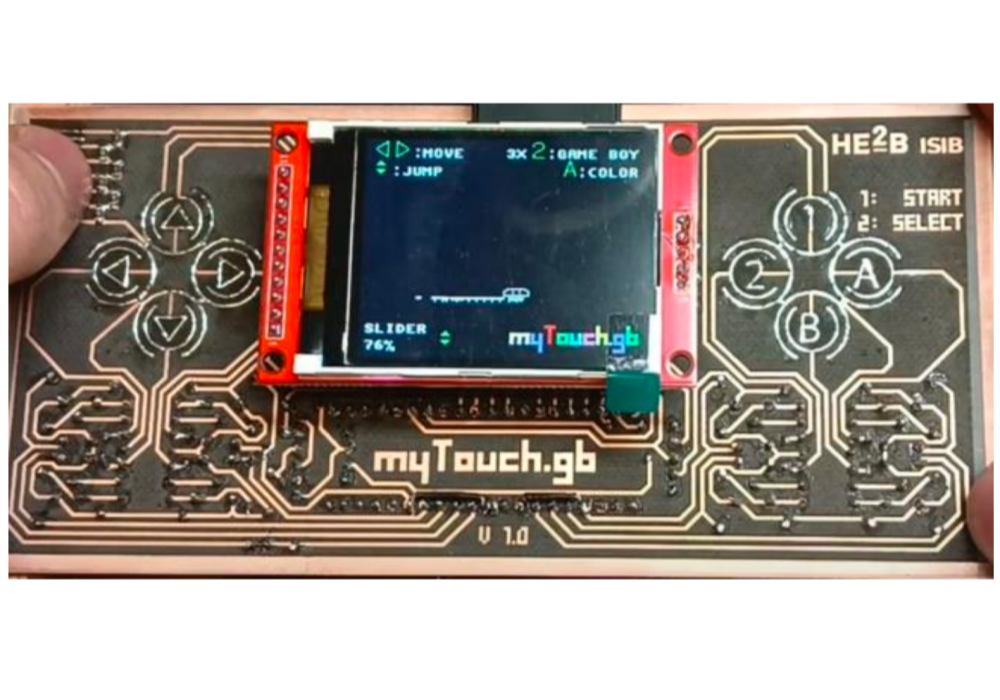 ◁ ▷ :MOVE
:JUMP
3X 2:GAME BOY
A:COLOR
SLIDER
76%
myTouch.gb
HE2B ISIB
1: START
2: SELECT
1
2
A
B
myTouch.gb
V 1.0